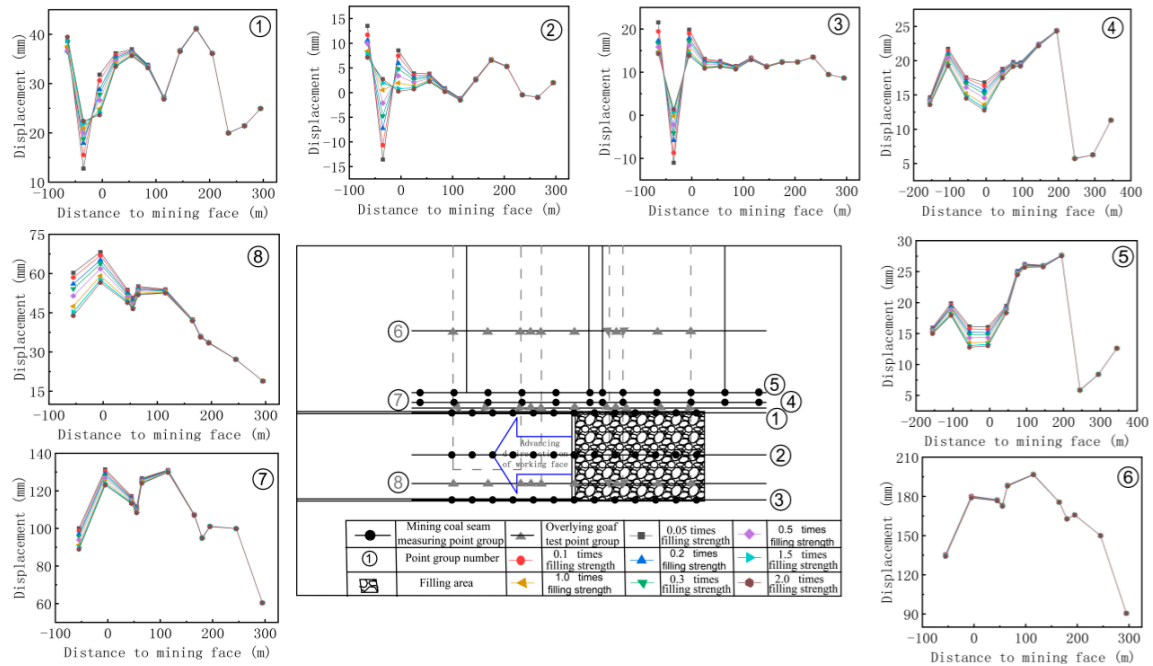 ①
Displacement (mm)
40
30
20
10
-100
0
100
200
300
Distance to mining face (m)
②
Displacement (mm)
15
10
5
0
-5
-10
-15
-100
0
100
200
300
Distance to mining face (m)
③
Displacement (mm)
20
10
0
-10
-100
0
100
200
300
Distance to mining face (m)
④
Displacement (mm)
25
20
15
10
5
-200
-100
0
100
200
300
400
Distance to mining face (m)
⑧
Displacement (mm)
75
60
45
30
15
-100
0
100
200
300
Distance to mining face (m)
⑤
Displacement (mm)
30
25
20
15
10
5
-200
-100
0
100
200
300
400
Distance to mining face (m)
⑥
⑤
⑦
④
①
Advancing
direction
of working face
②
⑧
③
⑦
Displacement (mm)
140
120
100
80
60
-100
0
100
200
300
Distance to mining face (m)
⑥
Displacement (mm)
210
180
150
120
90
-100
0
100
200
300
Distance to mining face (m)
Mining coal seam
measuring point group
Overlying goaf
test point group
0.05 times
filling strength
0.5 times
filling strength
① Point group number
0.1 times
filling strength
0.2 times
filling strength
1.5 times
filling strength
Filling area
1.0 times
filling strength
0.3 times
filling strength
2.0 times
filling strength